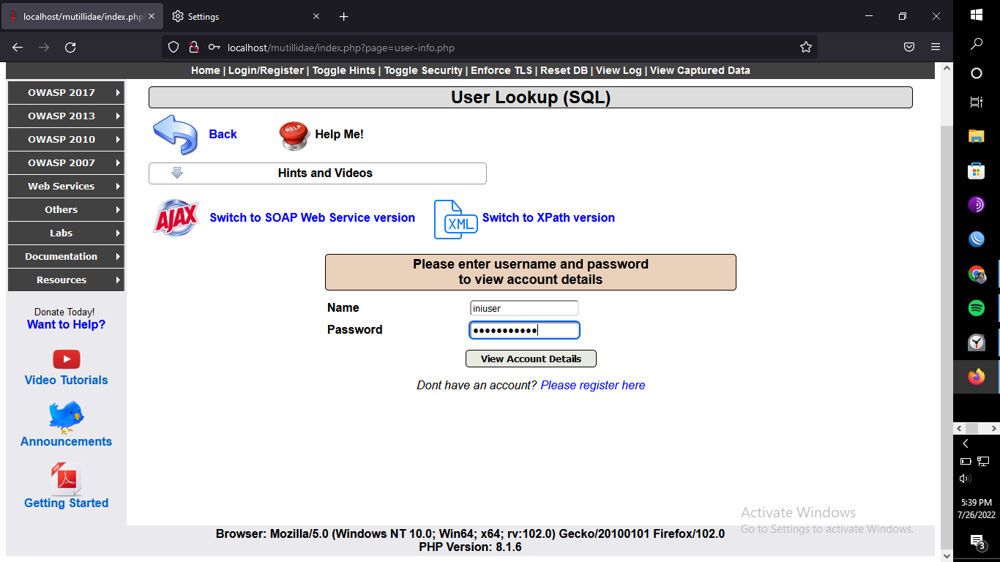 localhost/mutillidae/index.php?
Settings
localhost/mutillidae/index.php?page=user-info.php
Home | Login/Register | Toggle Hints | Toggle Security | Enforce TLS | Reset DB | View Log | View Captured Data
OWASP 2017
OWASP 2013
OWASP 2010
OWASP 2007
Web Services
Others
Labs
Documentation
Resources
Donate Today!
Want to Help?
Video Tutorials
Announcements
PDF
Getting Started
User Lookup (SQL)
Back
HELP
Help Me!
Hints and Videos
AJAX
Switch to SOAP Web Service version
XML
Switch to XPath version
Please enter username and password
to view account details
Name
iniuser
Password
•••••••••••
View Account Details
Dont have an account? Please register here
Activate Windows
Go to Settings to activate Windows.
Browser: Mozilla/5.0 (Windows NT 10.0; Win64; x64; rv:102.0) Gecko/20100101 Firefox/102.0
PHP Version: 8.1.6
5:39 PM
7/26/2022
3